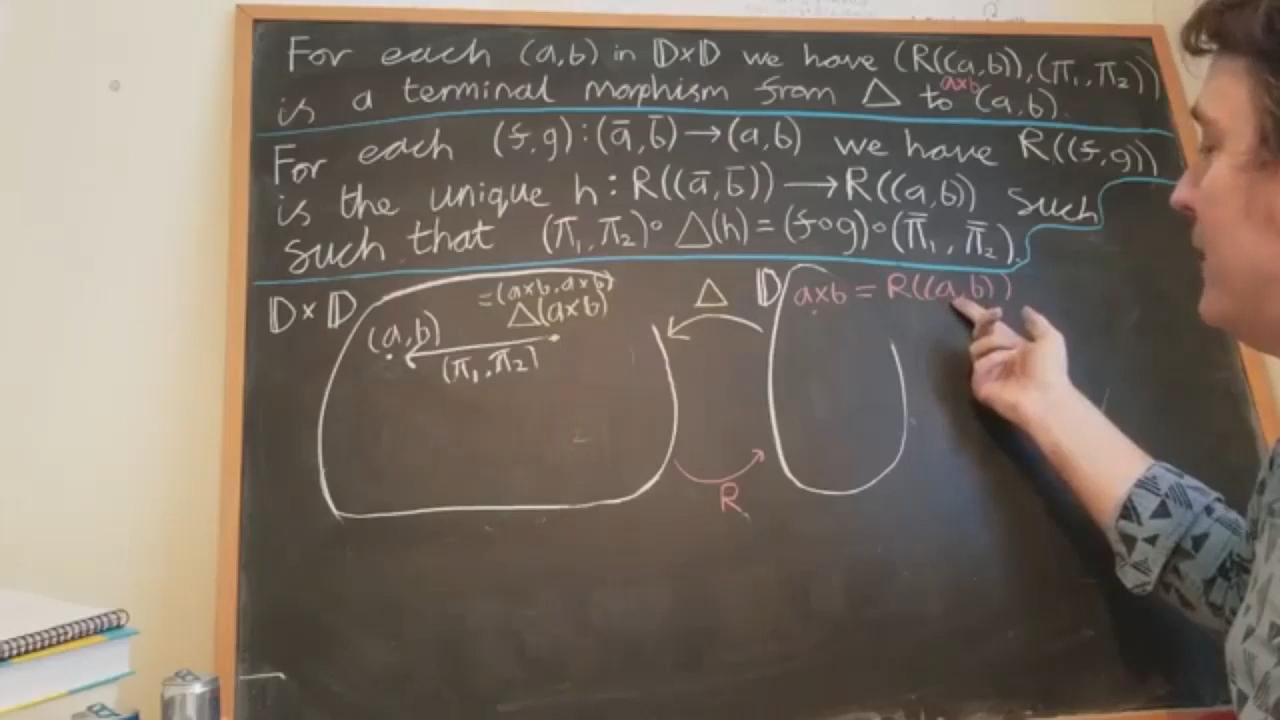 For each (a,b) in 𝔻×𝔻 we have (R((a,b)),(π₁,π₂))
is a terminal morphism from △ to (a,b).
a×b
For each (f,g):(ā,b̄)→(a,b) we have R((f,g))
is the unique h:R((ā,b̄))→R((a,b)) such
such that (π₁,π₂)∘△(h)=(f∘g)∘(π̄₁,π̄₂).
𝔻×𝔻
=(a×b,a×b)
△(a×b)
(a,b)
(π₁,π₂)
△
R
𝔻
a×b=R((a,b))